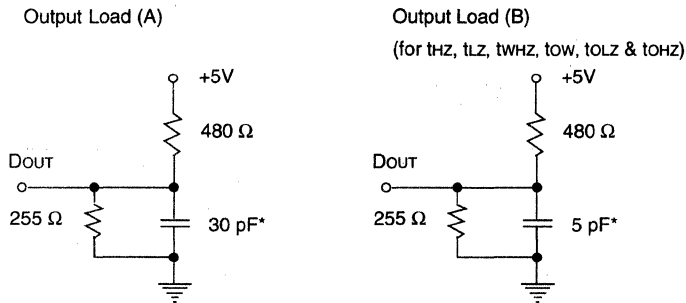 Output Load (A)
+5V
480 Ω
DOUT
255 Ω
30 pF*
Output Load (B)
(for tHZ, tLZ, tWHZ, tOW, tOLZ & tOHZ)
+5V
480 Ω
DOUT
255 Ω
5 pF*